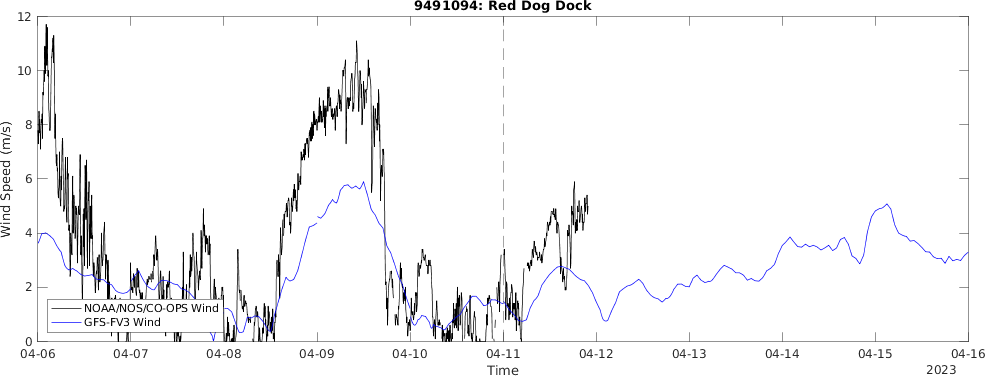 9491094: Red Dog Dock
12
10
8
6
4
2
0
Wind Speed (m/s)
NOAA/NOS/CO-OPS Wind
GFS-FV3 Wind
04-06 04-07 04-08 04-09 04-10 04-11 04-12 04-13 04-14 04-15 04-16
Time
2023